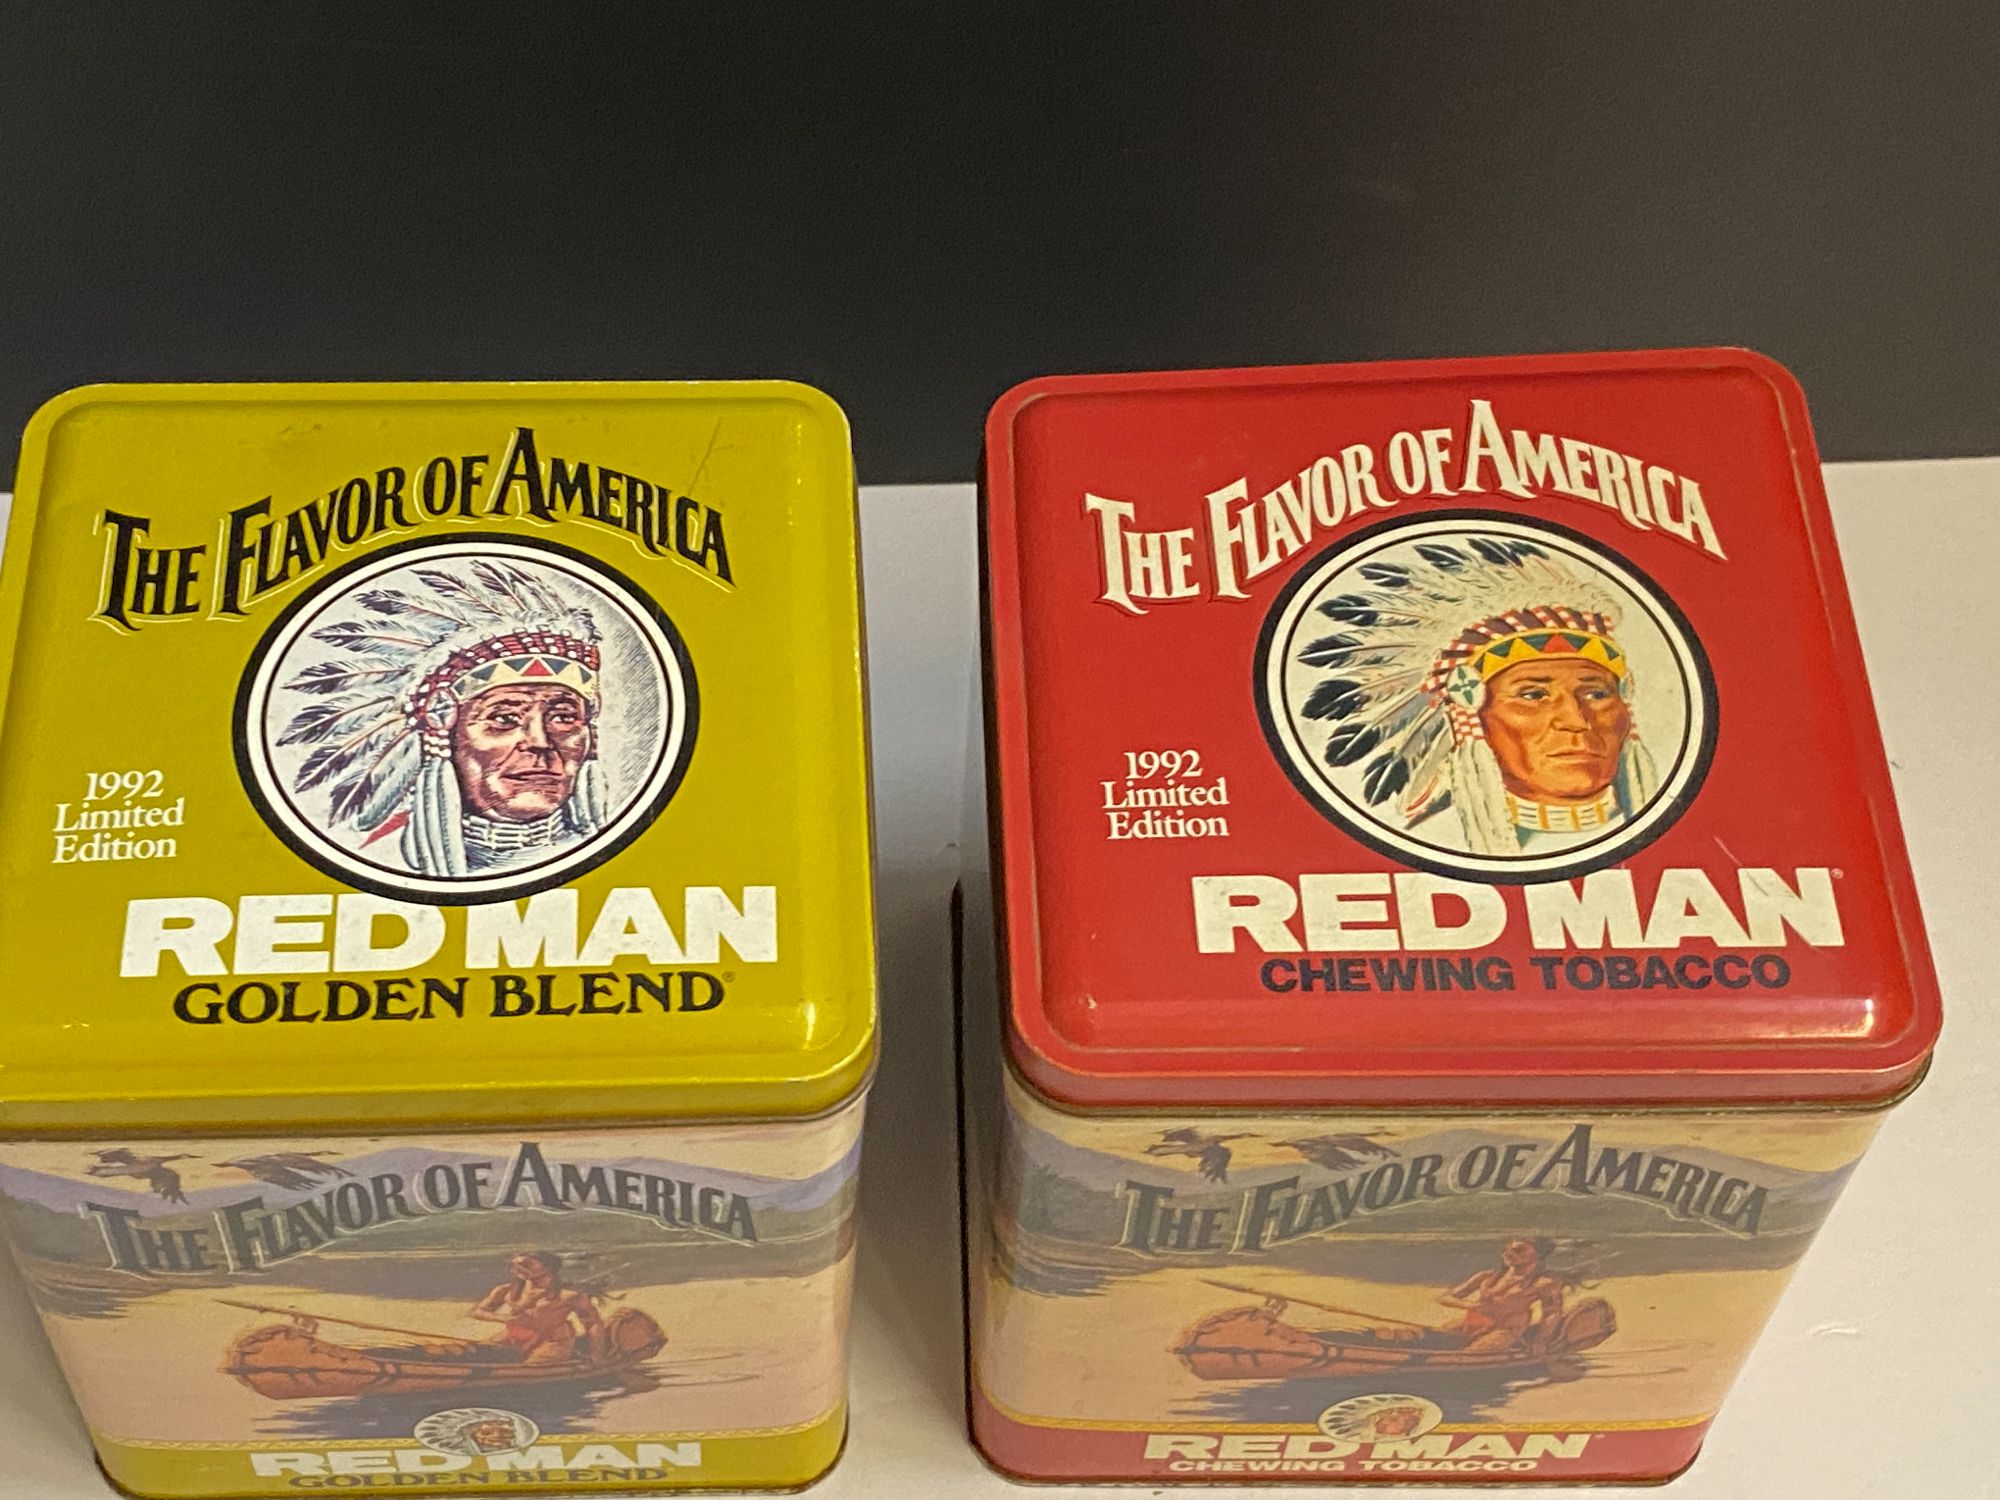 THE FLAVOR OF AMERICA
1992
Limited
Edition
RED MAN
GOLDEN BLEND®
THE FLAVOR OF AMERICA
RED MAN
GOLDEN BLEND
THE FLAVOR OF AMERICA
1992
Limited
Edition
RED MAN®
CHEWING TOBACCO
THE FLAVOR OF AMERICA
RED MAN®
CHEWING TOBACCO